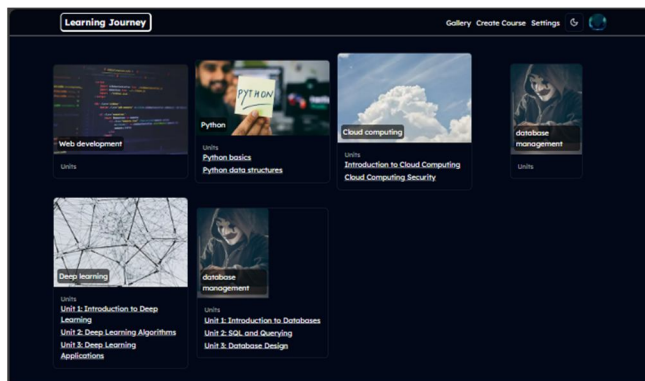 Learning Journey
Gallery Create Course Settings
Web development
Units
PYTHON
Python
Units
Python basics
Python data structures
Cloud computing
Units
Introduction to Cloud Computing
Cloud Computing Security
database
management
Units
Deep learning
Units
Unit 1: Introduction to Deep
Learning
Unit 2: Deep Learning Algorithms
Unit 3: Deep Learning
Applications
database
management
Units
Unit 1: Introduction to Databases
Unit 2: SQL and Querying
Unit 3: Database Design